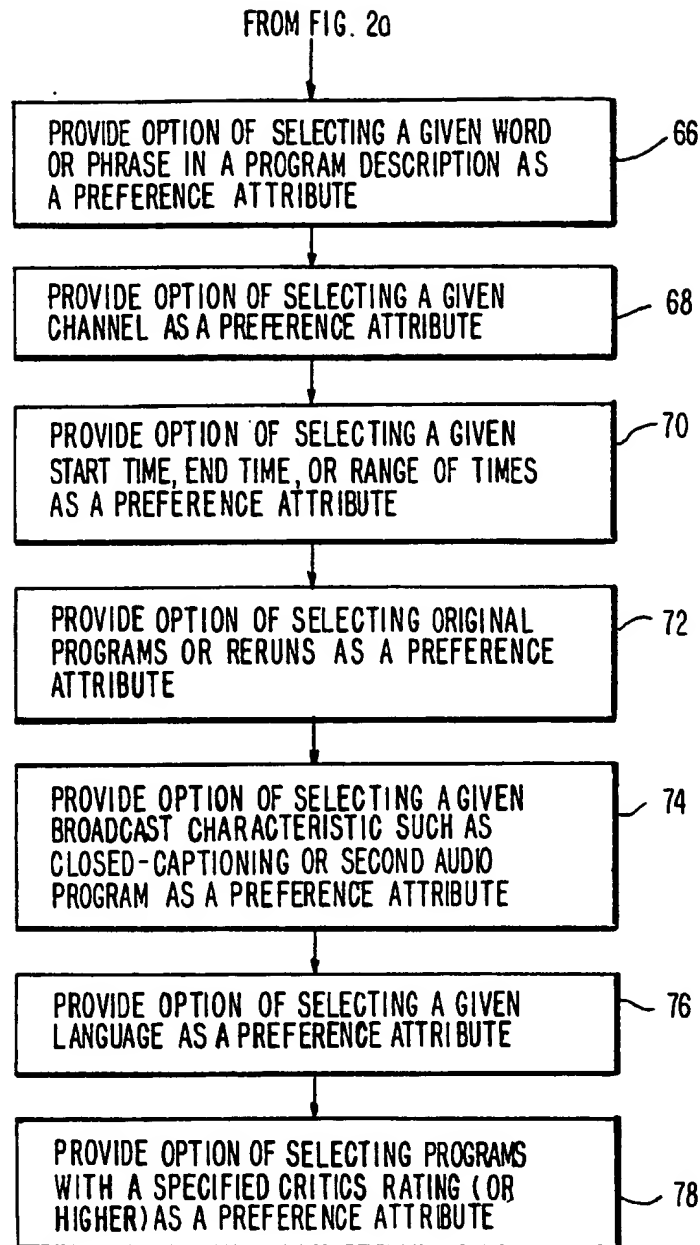 FROM FIG. 2a
PROVIDE OPTION OF SELECTING A GIVEN WORD
OR PHRASE IN A PROGRAM DESCRIPTION AS
A PREFERENCE ATTRIBUTE
66
PROVIDE OPTION OF SELECTING A GIVEN
CHANNEL AS A PREFERENCE ATTRIBUTE
68
PROVIDE OPTION OF SELECTING A GIVEN
START TIME, END TIME, OR RANGE OF TIMES
AS A PREFERENCE ATTRIBUTE
70
PROVIDE OPTION OF SELECTING ORIGINAL
PROGRAMS OR RERUNS AS A PREFERENCE
ATTRIBUTE
72
PROVIDE OPTION OF SELECTING A GIVEN
BROADCAST CHARACTERISTIC SUCH AS
CLOSED-CAPTIONING OR SECOND AUDIO
PROGRAM AS A PREFERENCE ATTRIBUTE
74
PROVIDE OPTION OF SELECTING A GIVEN
LANGUAGE AS A PREFERENCE ATTRIBUTE
76
PROVIDE OPTION OF SELECTING PROGRAMS
WITH A SPECIFIED CRITICS RATING (OR
HIGHER) AS A PREFERENCE ATTRIBUTE
78